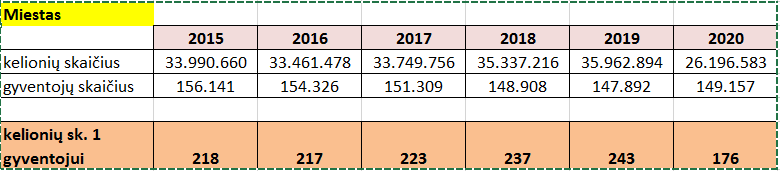 Miestas
2015 2016 2017 2018 2019 2020
kelionių skaičius 33.990.660 33.461.478 33.749.756 35.337.216 35.962.894 26.196.583
gyventojų skaičius 156.141 154.326 151.309 148.908 147.892 149.157
kelionių sk. 1
gyventojui 218 217 223 237 243 176